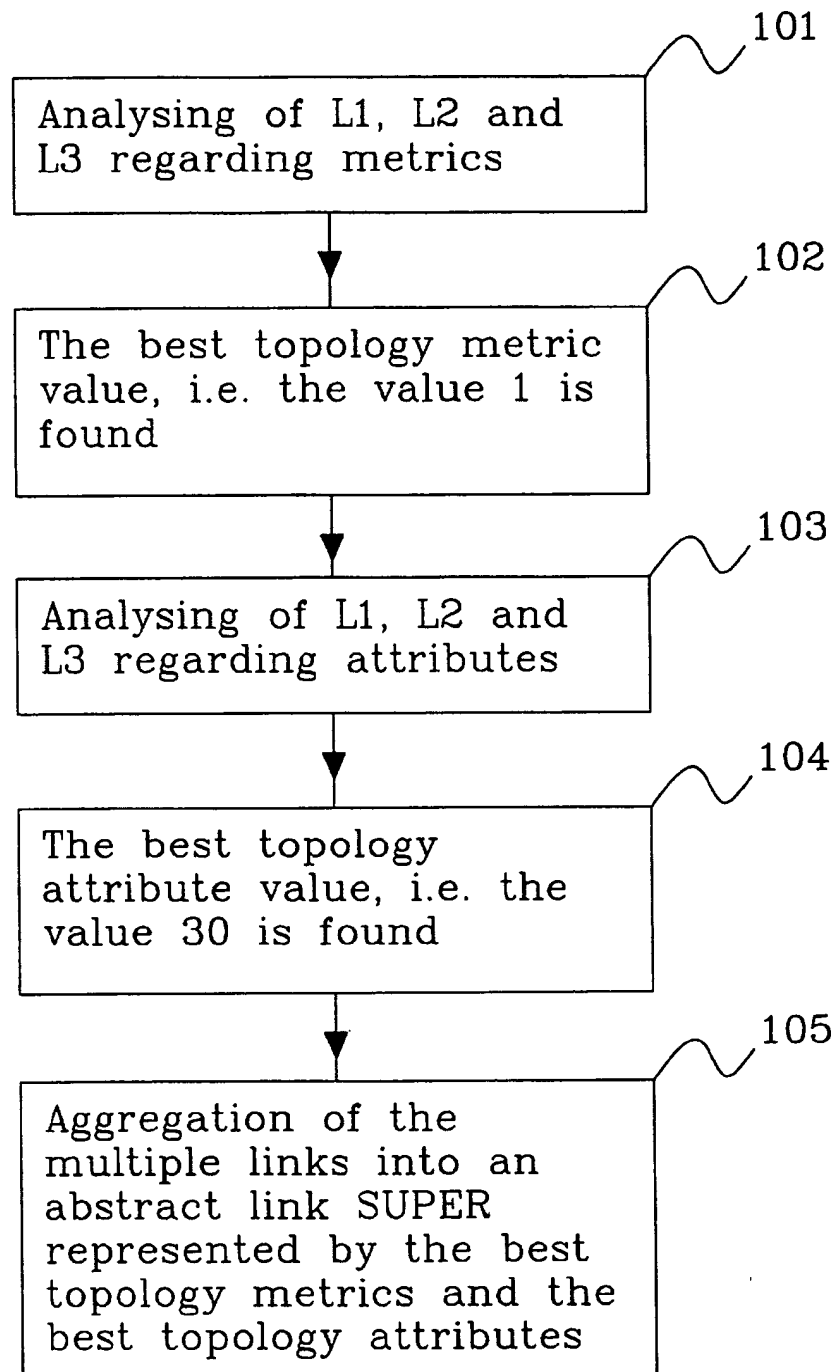 101
Analysing of L1, L2 and
L3 regarding metrics
102
The best topology metric
value, i.e. the value 1 is
found
103
Analysing of L1, L2 and
L3 regarding attributes
104
The best topology
attribute value, i.e. the
value 30 is found
105
Aggregation of the
multiple links into an
abstract link SUPER
represented by the best
topology metrics and the
best topology attributes